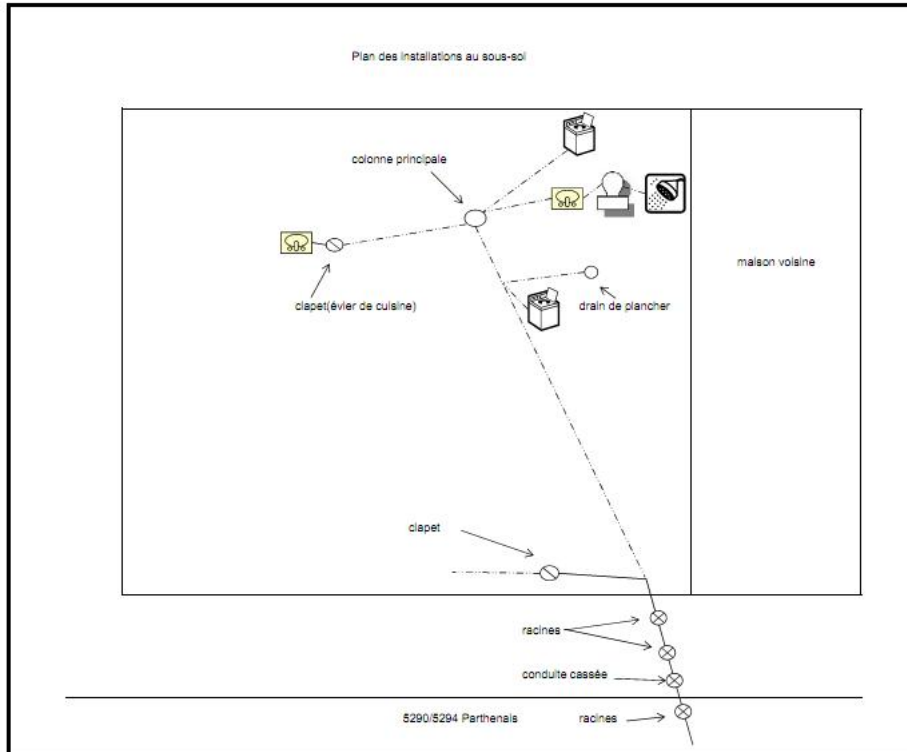 Plan des installations au sous-sol
colonne principale
clapet(évier de cuisine)
drain de plancher
maison voisine
clapet
racines
conduite cassée
5290/5294 Parthenais
racines